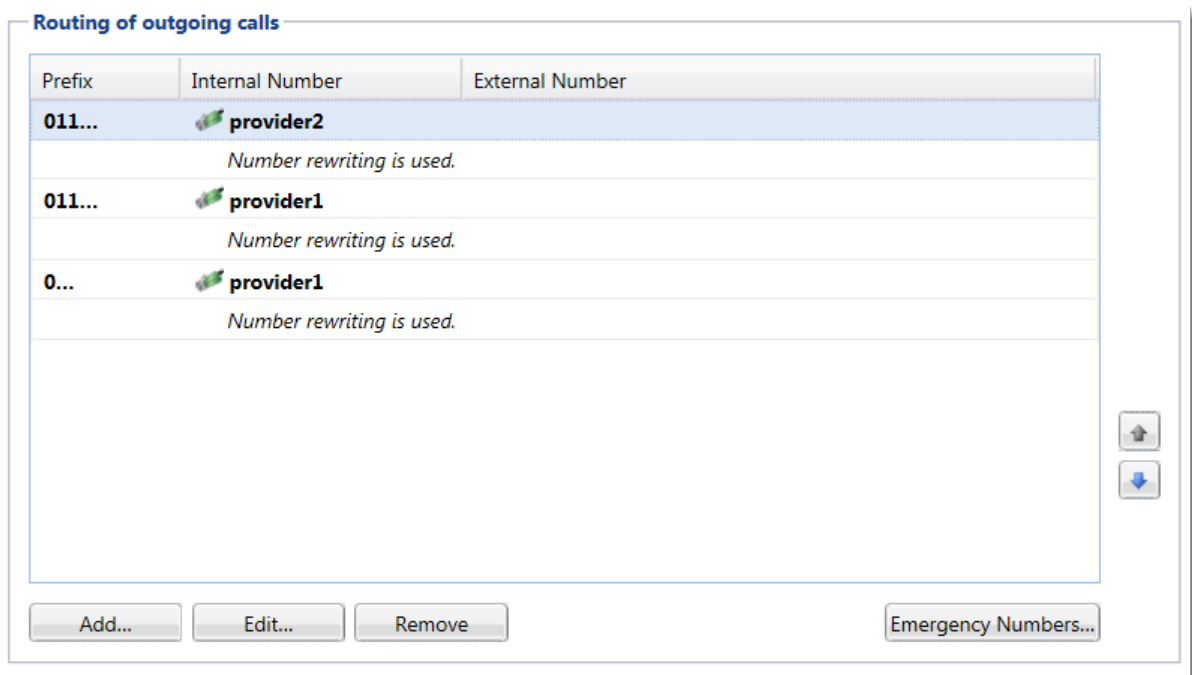 Routing of outgoing calls
Prefix Internal Number External Number
011... provider2
Number rewriting is used.
011... provider1
Number rewriting is used.
0... provider1
Number rewriting is used.
Add... Edit... Remove Emergency Numbers...